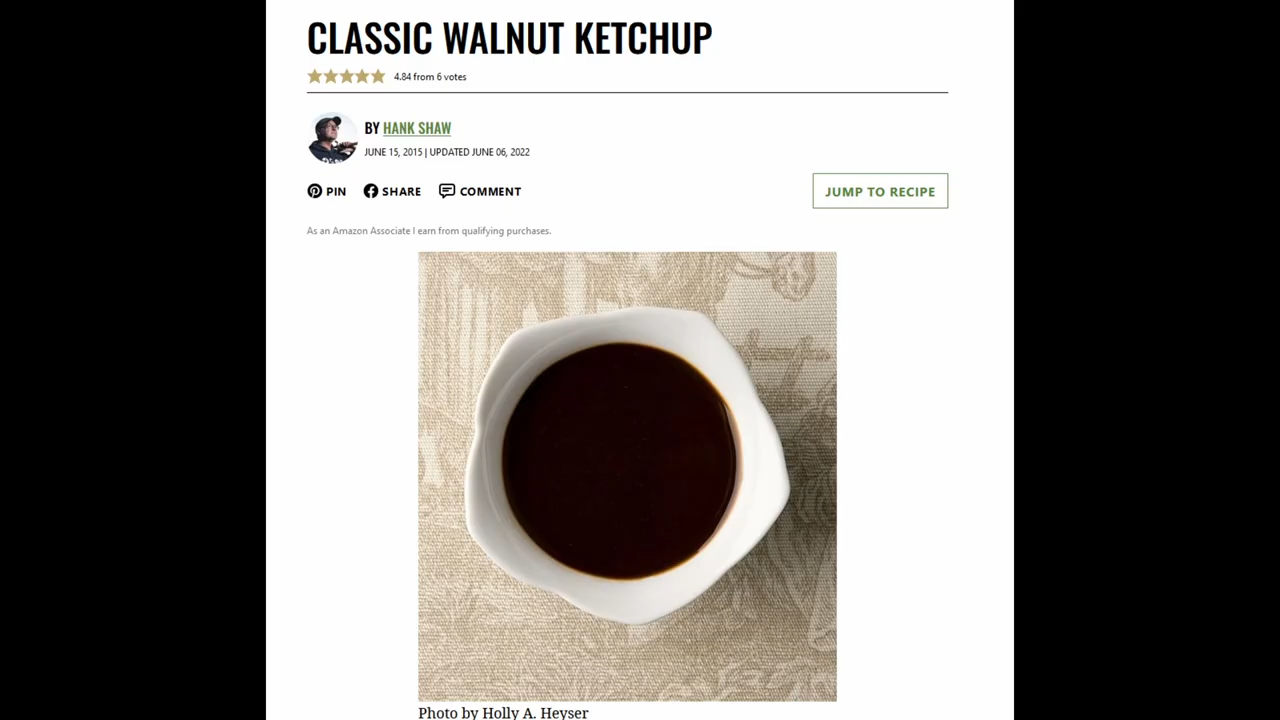 CLASSIC WALNUT KETCHUP
4.84 from 6 votes
BY HANK SHAW
JUNE 15, 2015 | UPDATED JUNE 06, 2022
PIN SHARE COMMENT
JUMP TO RECIPE
As an Amazon Associate I earn from qualifying purchases.
Photo by Holly A. Heyser